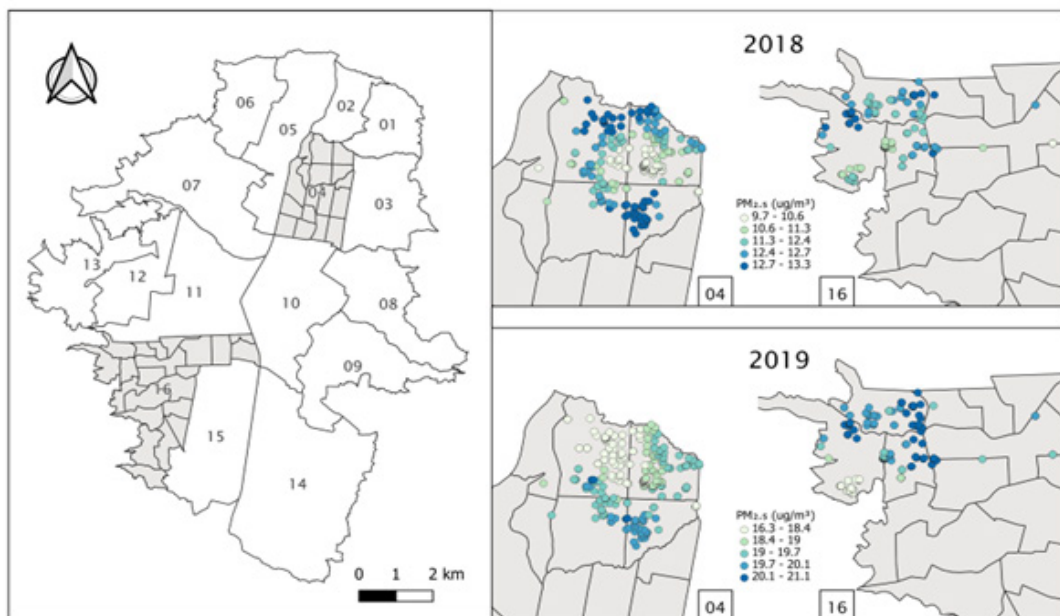 06
02
01
05
04
07
03
13
12
11
10
08
09
16
15
14
0 1 2 km
2018
PM₂.₅ (ug/m³)
9.7 - 10.6
10.6 - 11.3
11.3 - 12.4
12.4 - 12.7
12.7 - 13.3
04
16
2019
PM₂.₅ (ug/m³)
16.3 - 18.4
18.4 - 19
19 - 19.7
19.7 - 20.1
20.1 - 21.1
04
16